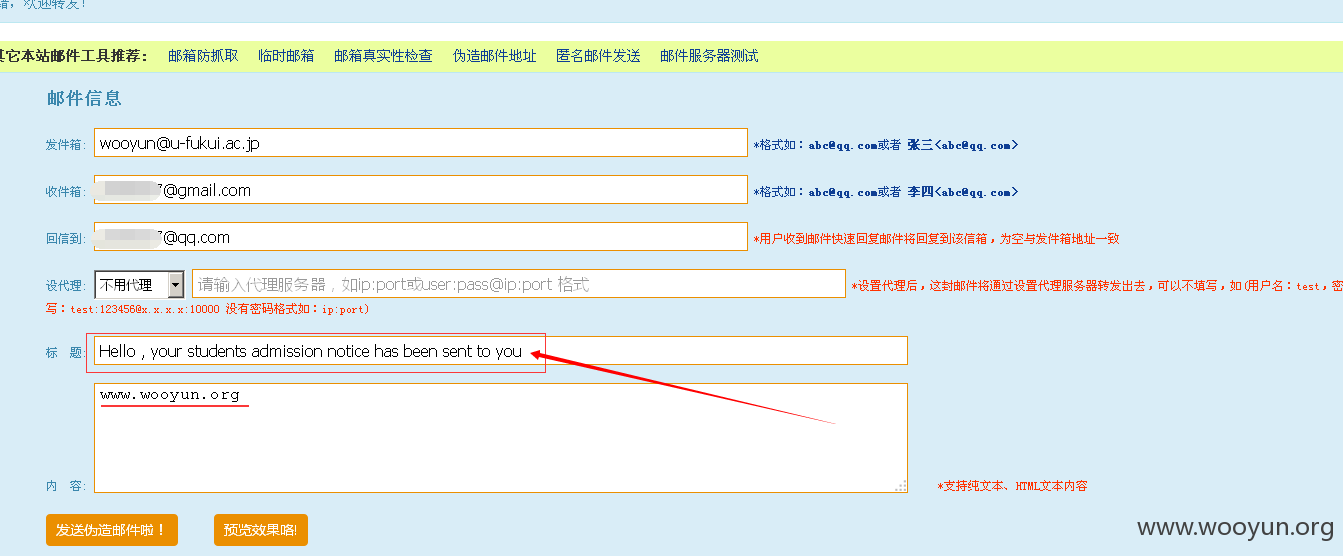 错，欢迎转发！
其它本站邮件工具推荐： 邮箱防抓取 临时邮箱 邮箱真实性检查 伪造邮件地址 匿名邮件发送 邮件服务器测试
邮件信息
发件箱: wooyun@u-fukui.ac.jp *格式如：abc@qq.com或者 张三<abc@qq.com>
收件箱: 7@gmail.com *格式如：abc@qq.com或者 李四<abc@qq.com>
回信到: 7@qq.com *用户收到邮件快速回复邮件将回复到该信箱，为空与发件箱地址一致
设代理: 不用代理 请输入代理服务器，如ip:port或user:pass@ip:port 格式 *设置代理后，这封邮件将通过设置代理服务器转发出去，可以不填写，如(用户名：test，密
写：test:123456@x.x.x.x:10000 没有密码格式如：ip:port)
标 题: Hello , your students admission notice has been sent to you
www.wooyun.org
内 容: *支持纯文本、HTML文本内容
发送伪造邮件啦！ 预览效果咯!
www.wooyun.org